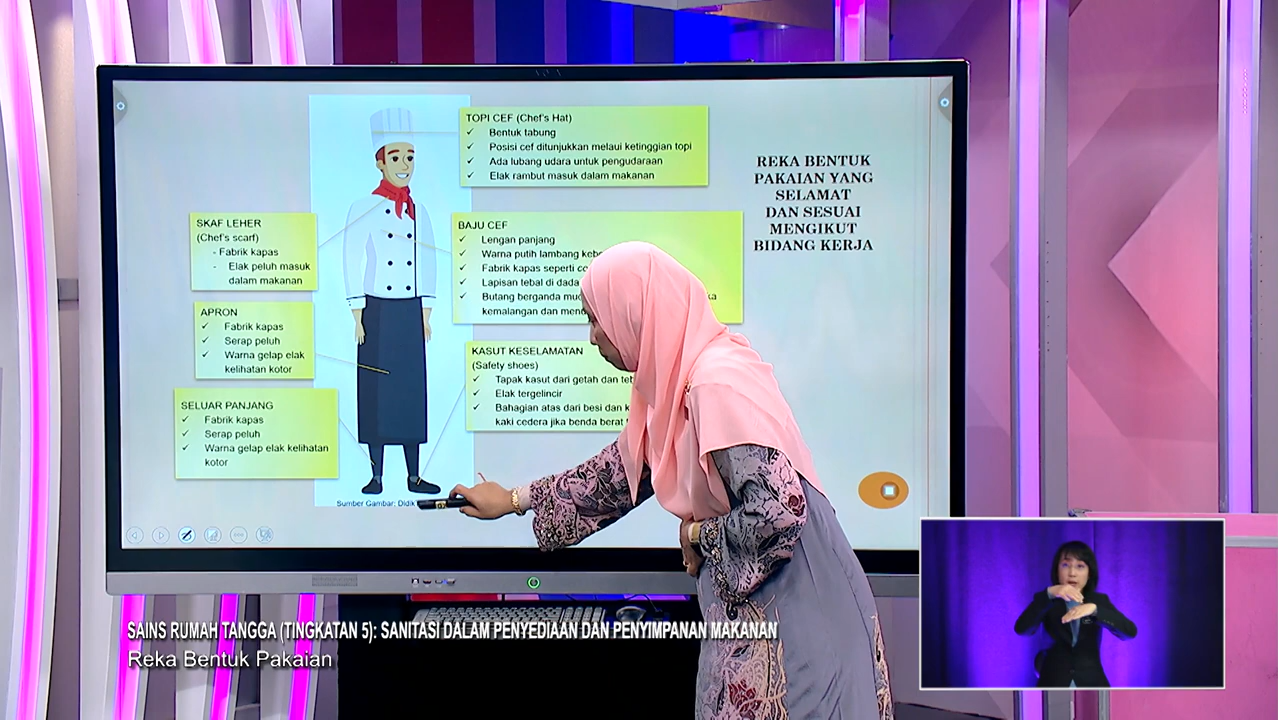 TOPI CEF (Chef's Hat)
✓ Bentuk tabung
✓ Posisi cef ditunjukkan melaui ketinggian topi
✓ Ada lubang udara untuk pengudaraan
✓ Elak rambut masuk dalam makanan
REKA BENTUK
PAKAIAN YANG
SELAMAT
DAN SESUAI
MENGIKUT
BIDANG KERJA
SKAF LEHER
(Chef's scarf)
- Fabrik kapas
- Elak peluh masuk
dalam makanan
BAJU CEF
✓ Lengan panjang
✓ Warna putih lambang
✓ Fabrik kapas seperti
✓ Lapisan tebal di dada
✓ Butang berganda
kemalangan dan
APRON
✓ Fabrik kapas
✓ Serap peluh
✓ Warna gelap elak
kelihatan kotor
KASUT KESELAMATAN
(Safety shoes)
✓ Tapak kasut dari getah dan
✓ Elak tergelincir
✓ Bahagian atas dari besi dan
kaki cedera jika benda berat
SELUAR PANJANG
✓ Fabrik kapas
✓ Serap peluh
✓ Warna gelap elak kelihatan
kotor
Sumber Gambar: Didik
SAINS RUMAH TANGGA (TINGKATAN 5): SANITASI DALAM PENYEDIAAN DAN PENYIMPANAN MAKANAN
Reka Bentuk Pakaian